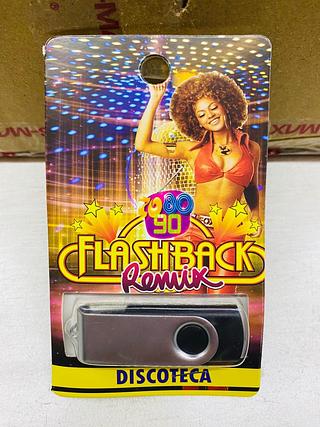 70 80
90
FLASHBACK
Remix
DISCOTECA